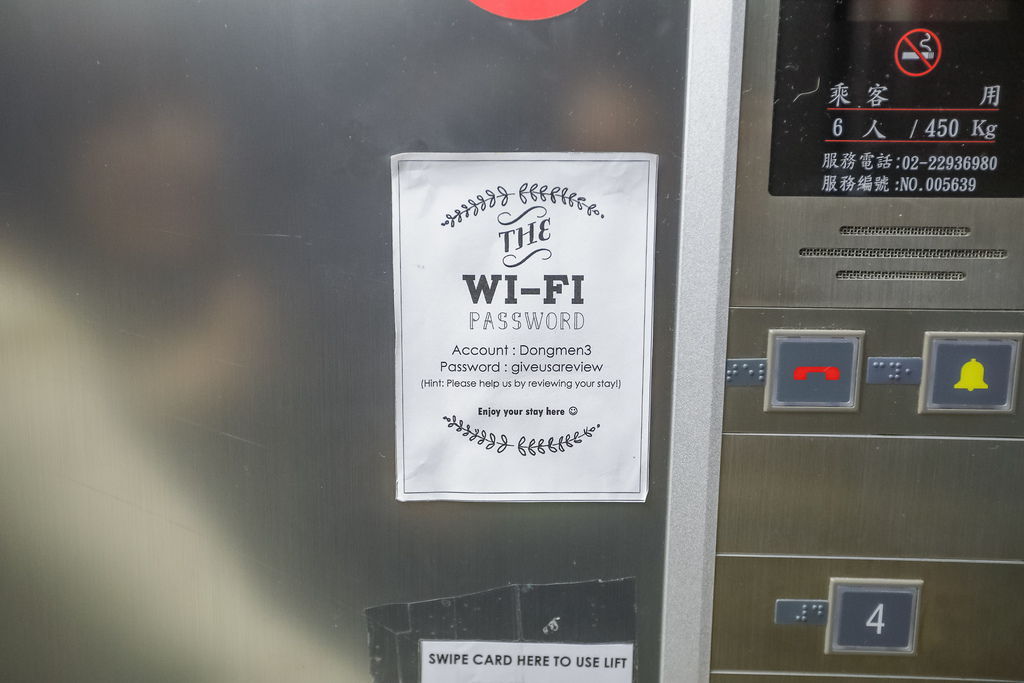 THE
WI-FI
PASSWORD
Account : Dongmen3
Password : giveusareview
(Hint: Please help us by reviewing your stay!)
Enjoy your stay here ☺
SWIPE CARD HERE TO USE LIFT
乘客用
6人 /450 Kg
服務電話:02-22936980
服務編號:NO.005639
4